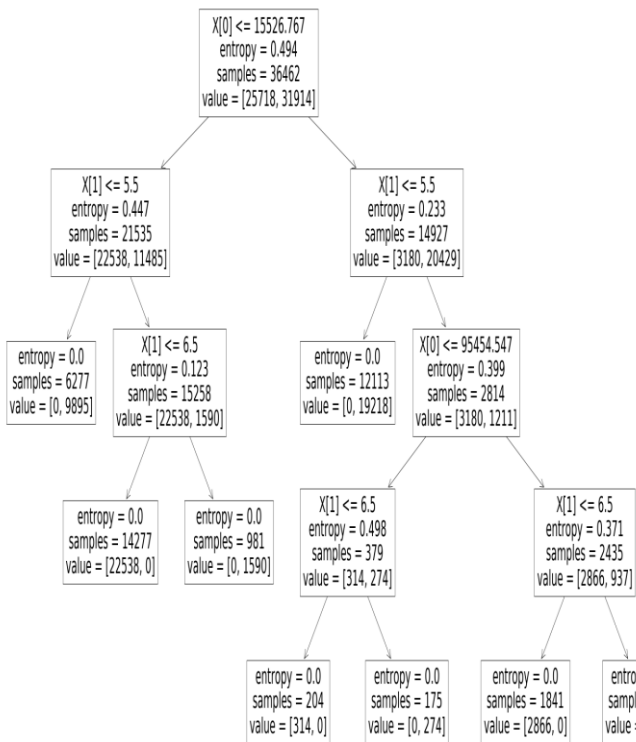 X[0] <= 15526.767
entropy = 0.494
samples = 36462
value = [25718, 31914]
X[1] <= 5.5
entropy = 0.447
samples = 21535
value = [22538, 11485]
X[1] <= 5.5
entropy = 0.233
samples = 14927
value = [3180, 20429]
entropy = 0.0
samples = 6277
value = [0, 9895]
X[1] <= 6.5
entropy = 0.123
samples = 15258
value = [22538, 1590]
entropy = 0.0
samples = 12113
value = [0, 19218]
X[0] <= 95454.547
entropy = 0.399
samples = 2814
value = [3180, 1211]
entropy = 0.0
samples = 14277
value = [22538, 0]
entropy = 0.0
samples = 981
value = [0, 1590]
X[1] <= 6.5
entropy = 0.498
samples = 379
value = [314, 274]
X[1] <= 6.5
entropy = 0.371
samples = 2435
value = [2866, 937]
entropy = 0.0
samples = 204
value = [314, 0]
entropy = 0.0
samples = 175
value = [0, 274]
entropy = 0.0
samples = 1841
value = [2866, 0]
value =